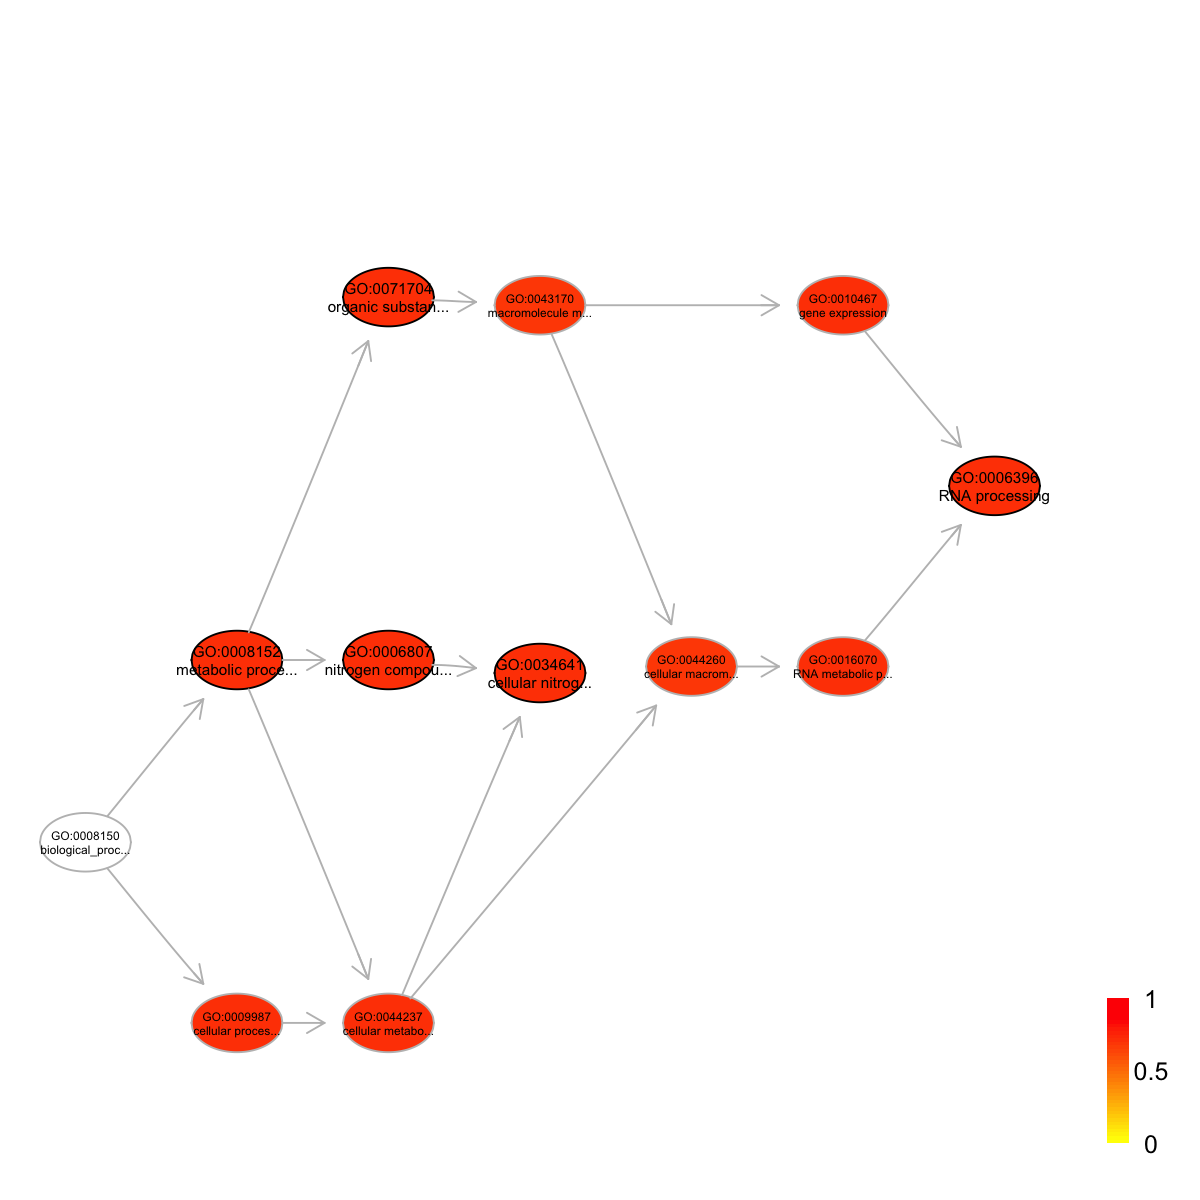 GO:0071704
organic substan...
GO:0043170
macromolecule m...
GO:0010467
gene expression
GO:0006396
RNA processing
GO:0008152
metabolic proce...
GO:0006807
nitrogen compou...
GO:0034641
cellular nitrog...
GO:0044260
cellular macrom...
GO:0016070
RNA metabolic p...
GO:0008150
biological_proc...
GO:0009987
cellular proces...
GO:0044237
cellular metabo...
1
0.5
0